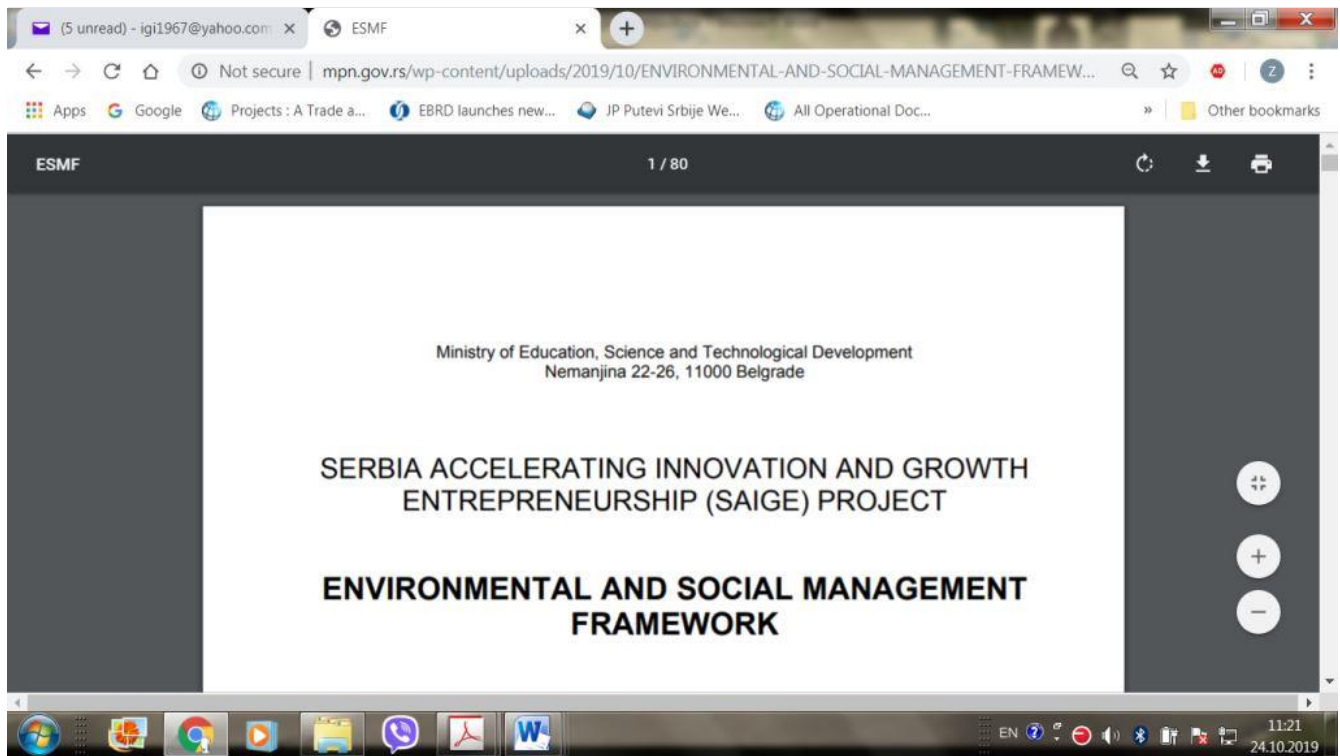 (5 unread) - igi1967@yahoo.com
ESMF
Not secure | mpn.gov.rs/wp-content/uploads/2019/10/ENVIRONMENTAL-AND-SOCIAL-MANAGEMENT-FRAMEW...
Apps Google Projects : A Trade a... EBRD launches new... JP Putevi Srbije We... All Operational Doc... » Other bookmarks
ESMF 1 / 80
Ministry of Education, Science and Technological Development
Nemanjina 22-26, 11000 Belgrade
SERBIA ACCELERATING INNOVATION AND GROWTH
ENTREPRENEURSHIP (SAIGE) PROJECT
ENVIRONMENTAL AND SOCIAL MANAGEMENT
FRAMEWORK
EN 11:21
24.10.2019